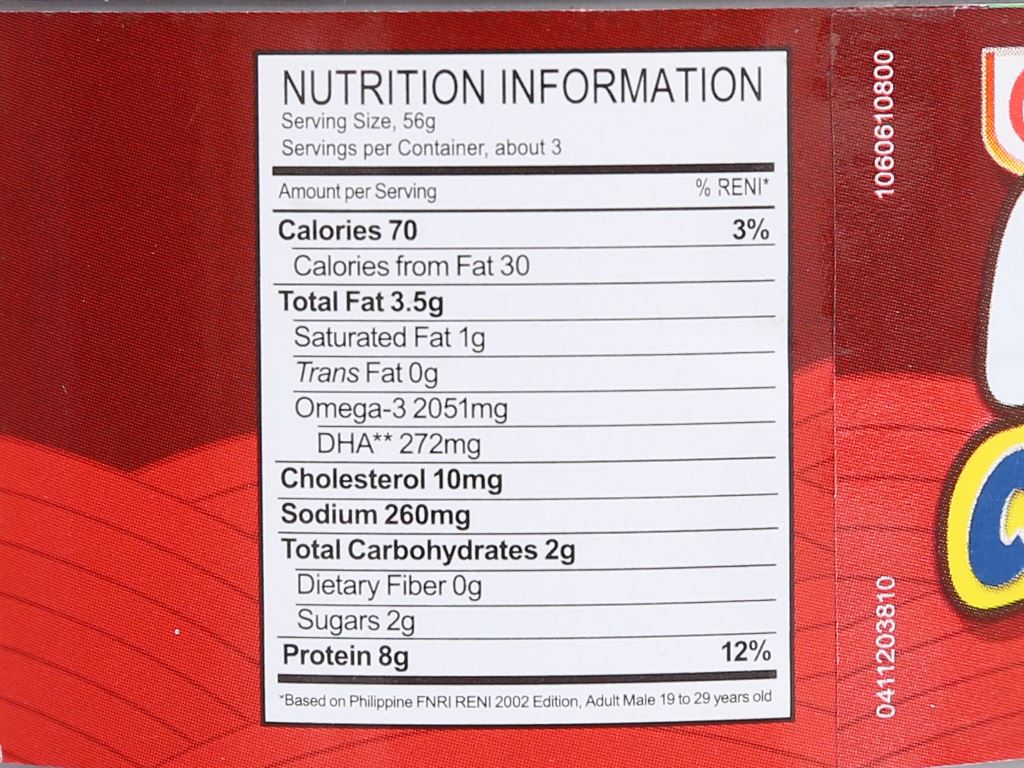 NUTRITION INFORMATION
Serving Size, 56g
Servings per Container, about 3
Amount per Serving % RENI*
Calories 70 3%
Calories from Fat 30
Total Fat 3.5g
Saturated Fat 1g
Trans Fat 0g
Omega-3 2051mg
DHA** 272mg
Cholesterol 10mg
Sodium 260mg
Total Carbohydrates 2g
Dietary Fiber 0g
Sugars 2g
Protein 8g 12%
*Based on Philippine FNRI RENI 2002 Edition, Adult Male 19 to 29 years old
1060610800
0411203810